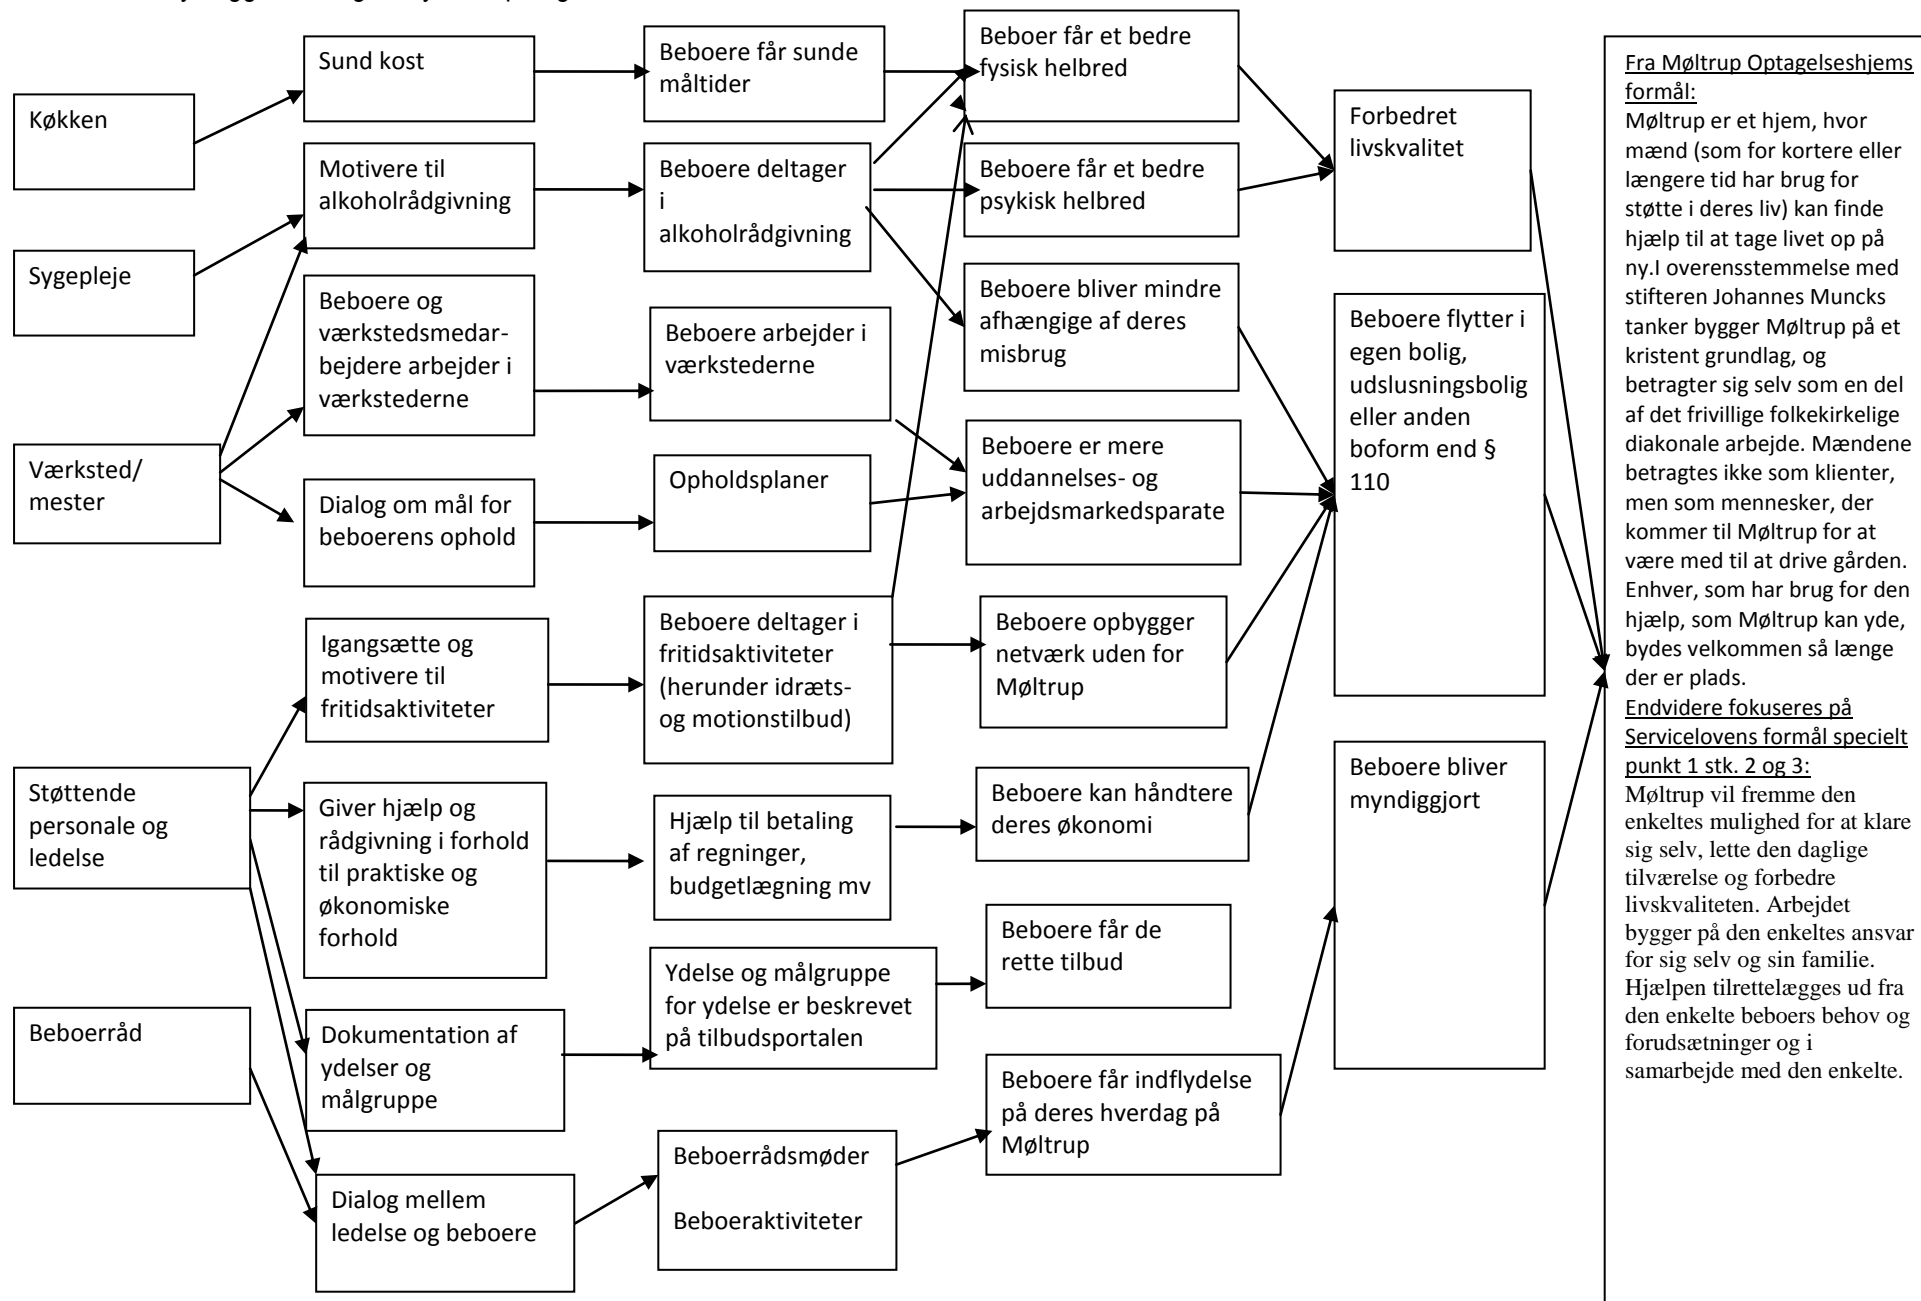 Køkken
Sygepleje
Værksted/
mester
Støttende
personale og
ledelse
Beboerråd
Sund kost
Motivere til
alkoholrådgivning
Beboere og
værkstedsmedar-
bejdere arbejder i
værkstederne
Dialog om mål for
beboerens ophold
Igangsætte og
motivere til
fritidsaktiviteter
Giver hjælp og
rådgivning i forhold
til praktiske og
økonomiske
forhold
Dokumentation af
ydelser og
målgruppe
Dialog mellem
ledelse og beboere
Beboere får sunde
måltider
Beboere deltager
i
alkoholrådgivning
Beboere arbejder i
værkstederne
Opholdsplaner
Beboere deltager i
fritidsaktiviteter
(herunder idræts-
og motionstilbud)
Hjælp til betaling
af regninger,
budgetlægning mv
Ydelse og målgruppe
for ydelse er beskrevet
på tilbudsportalen
Beboerrådsmøder
Beboeraktiviteter
Beboer får et bedre
fysisk helbred
Beboere får et bedre
psykisk helbred
Beboere bliver mindre
afhængige af deres
misbrug
Beboere er mere
uddannelses- og
arbejdsmarkedsparate
Beboere opbygger
netværk uden for
Møltrup
Beboere kan håndtere
deres økonomi
Beboere får de
rette tilbud
Beboere får indflydelse
på deres hverdag på
Møltrup
Forbedret
livskvalitet
Beboere flytter i
egen bolig,
udslusningsbolig
eller anden
boform end §
110
Beboere bliver
myndiggjort
Fra Møltrup Optagelseshjems
formål:
Møltrup er et hjem, hvor
mænd (som for kortere eller
længere tid har brug for
støtte i deres liv) kan finde
hjælp til at tage livet op på
ny.I overensstemmelse med
stifteren Johannes Muncks
tanker bygger Møltrup på et
kristent grundlag, og
betragter sig selv som en del
af det frivillige folkekirkelige
diakonale arbejde. Mændene
betragtes ikke som klienter,
men som mennesker, der
kommer til Møltrup for at
være med til at drive gården.
Enhver, som har brug for den
hjælp, som Møltrup kan yde,
bydes velkommen så længe
der er plads.
Endvidere fokuseres på
Servicelovens formål specielt
punkt 1 stk. 2 og 3:
Møltrup vil fremme den
enkeltes mulighed for at klare
sig selv, lette den daglige
tilværelse og forbedre
livskvaliteten. Arbejdet
bygger på den enkeltes ansvar
for sig selv og sin familie.
Hjælpen tilrettelægges ud fra
den enkelte beboers behov og
forudsætninger og i
samarbejde med den enkelte.